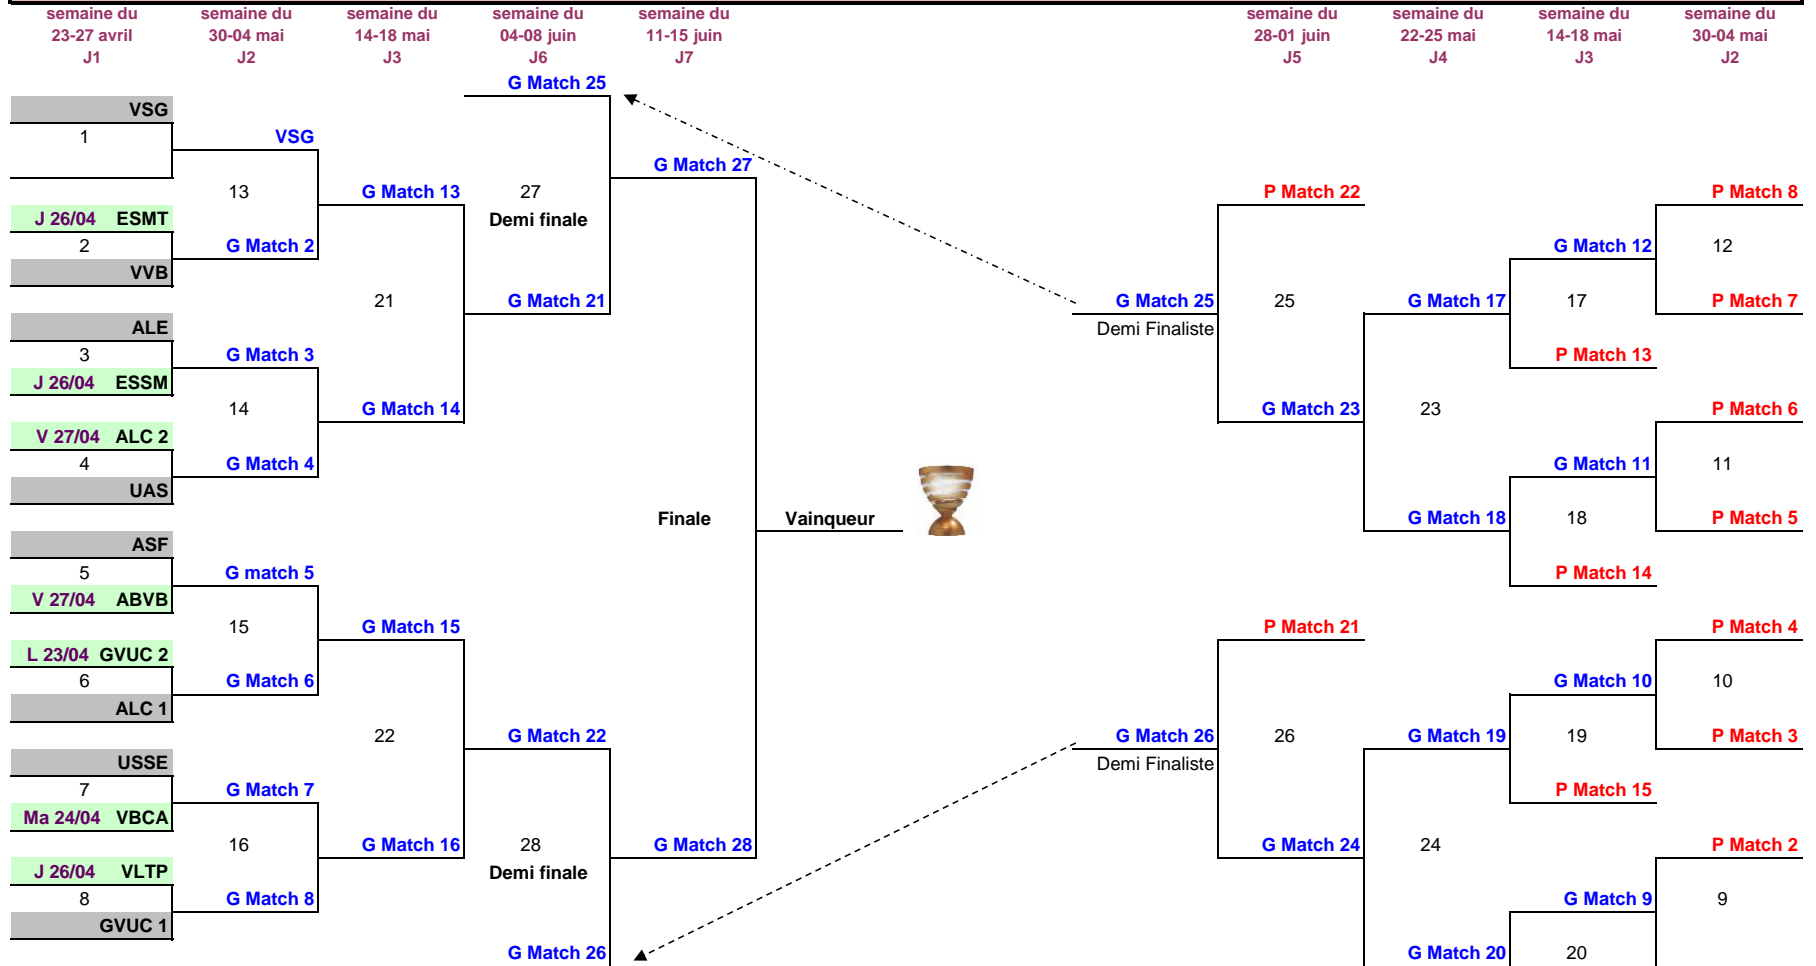 semaine du semaine du semaine du semaine du semaine du semaine du semaine du semaine du semaine du
23-27 avril 30-04 mai 14-18 mai 04-08 juin 11-15 juin 28-01 juin 22-25 mai 14-18 mai 30-04 mai
J1 J2 J3 J6 J7 J5 J4 J3 J2
G Match 25
VSG
1 VSG
G Match 27
13 G Match 13 27 P Match 22 P Match 8
J 26/04 ESMT Demi finale
2 G Match 2 G Match 12 12
VVB
21 G Match 21 G Match 25 25 G Match 17 17 P Match 7
ALE Demi Finaliste
3 G Match 3 P Match 13
J 26/04 ESSM
14 G Match 14 G Match 23 23 P Match 6
V 27/04 ALC 2
4 G Match 4 G Match 11 11
UAS
Finale Vainqueur G Match 18 18 P Match 5
ASF
5 G match 5 P Match 14
V 27/04 ABVB
15 G Match 15 P Match 21 P Match 4
L 23/04 GVUC 2
6 G Match 6 G Match 10 10
ALC 1
22 G Match 22 G Match 26 26 G Match 19 19 P Match 3
USSE Demi Finaliste
7 G Match 7 P Match 15
Ma 24/04 VBCA
16 G Match 16 28 G Match 28 G Match 24 24 P Match 2
J 26/04 VLTP Demi finale
8 G Match 8 G Match 9 9
GVUC 1
G Match 26 G Match 20 20